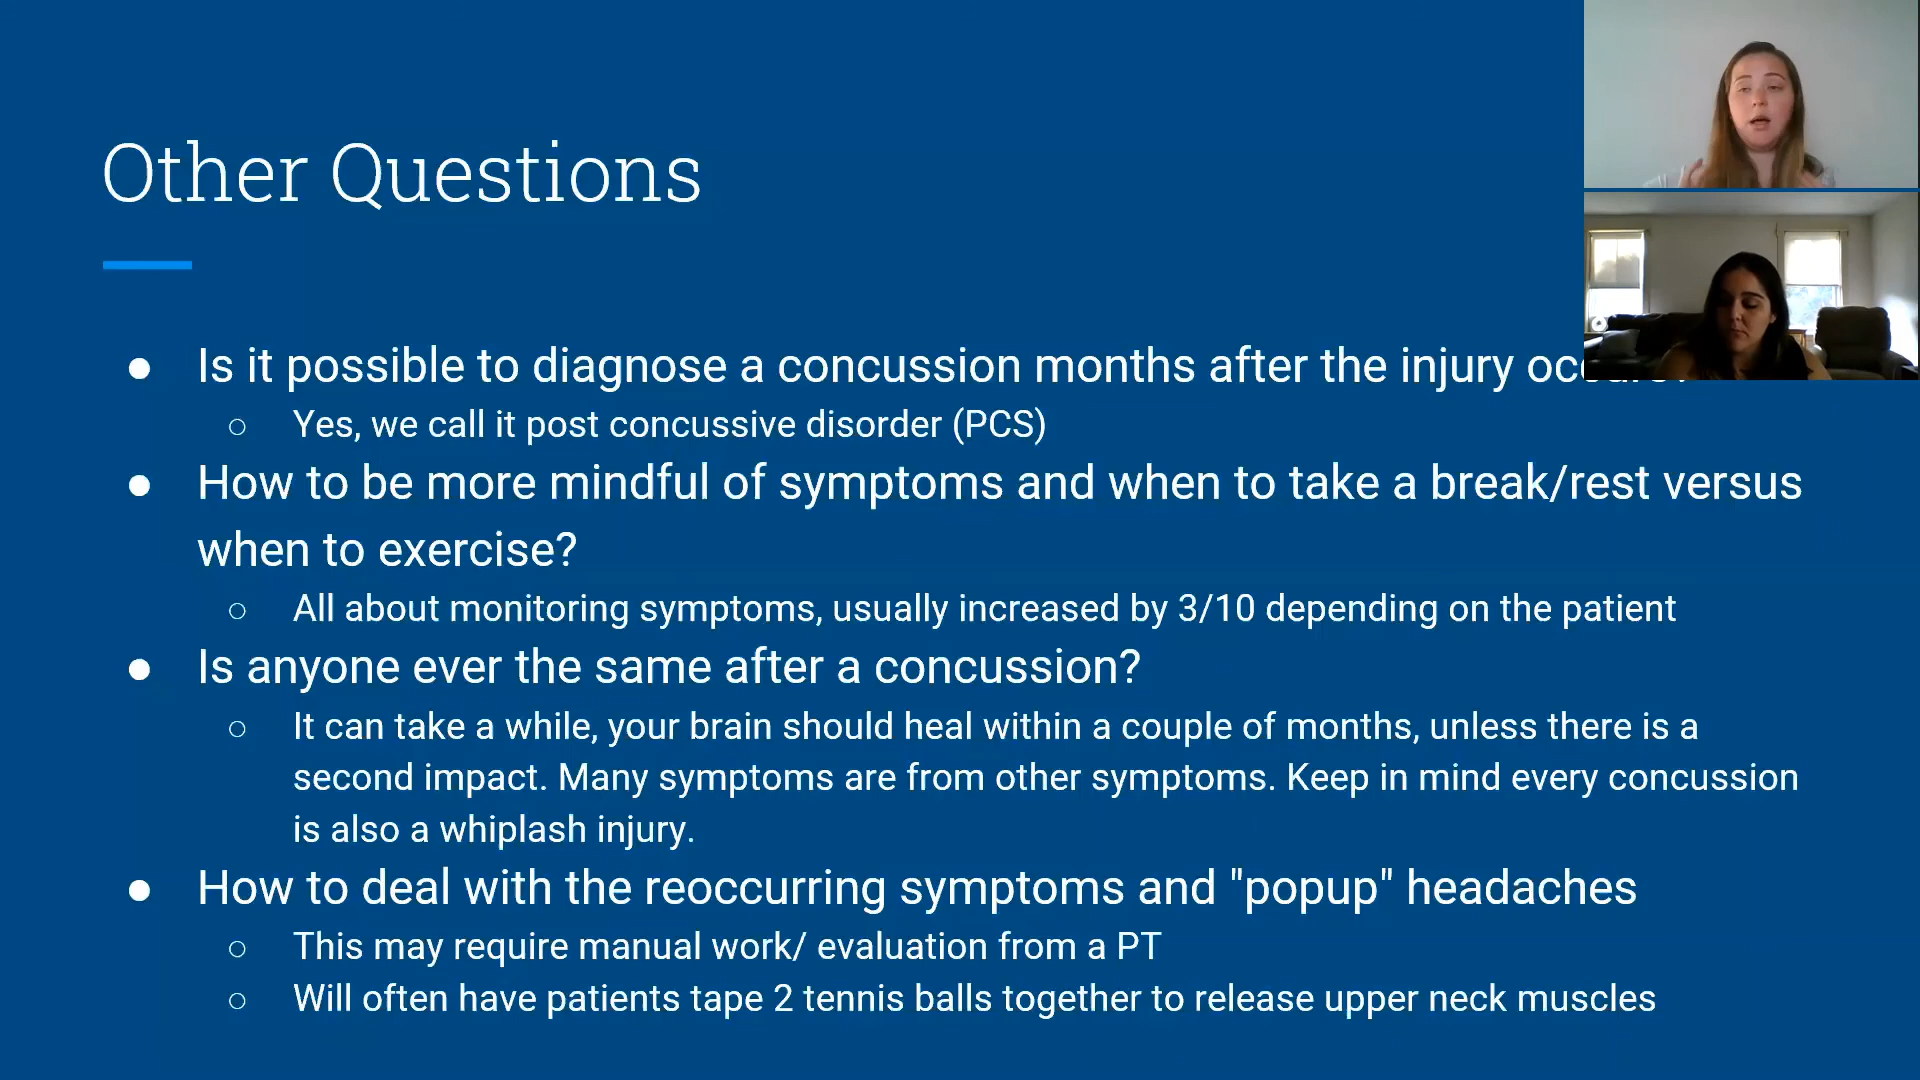 Other Questions
● Is it possible to diagnose a concussion months after the injury
○ Yes, we call it post concussive disorder (PCS)
● How to be more mindful of symptoms and when to take a break/rest versus
when to exercise?
○ All about monitoring symptoms, usually increased by 3/10 depending on the patient
● Is anyone ever the same after a concussion?
○ It can take a while, your brain should heal within a couple of months, unless there is a
second impact. Many symptoms are from other symptoms. Keep in mind every concussion
is also a whiplash injury.
● How to deal with the reoccurring symptoms and "popup" headaches
○ This may require manual work/ evaluation from a PT
○ Will often have patients tape 2 tennis balls together to release upper neck muscles